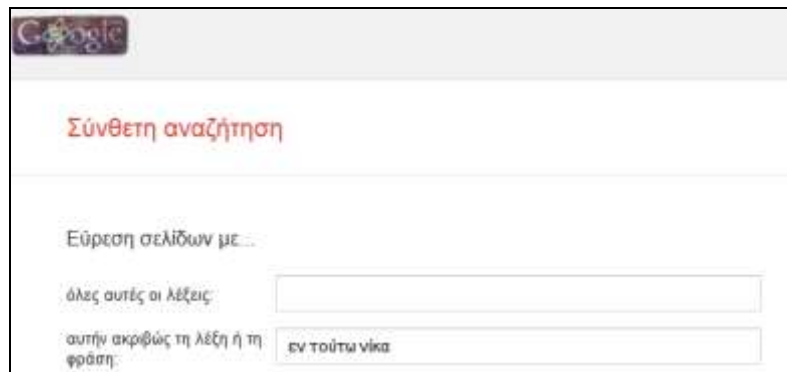 Google
Σύνθετη αναζήτηση
Εύρεση σελίδων με...
όλες αυτές οι λέξεις:
αυτήν ακριβώς τη λέξη ή τη
φράση:
εν τούτω νίκα